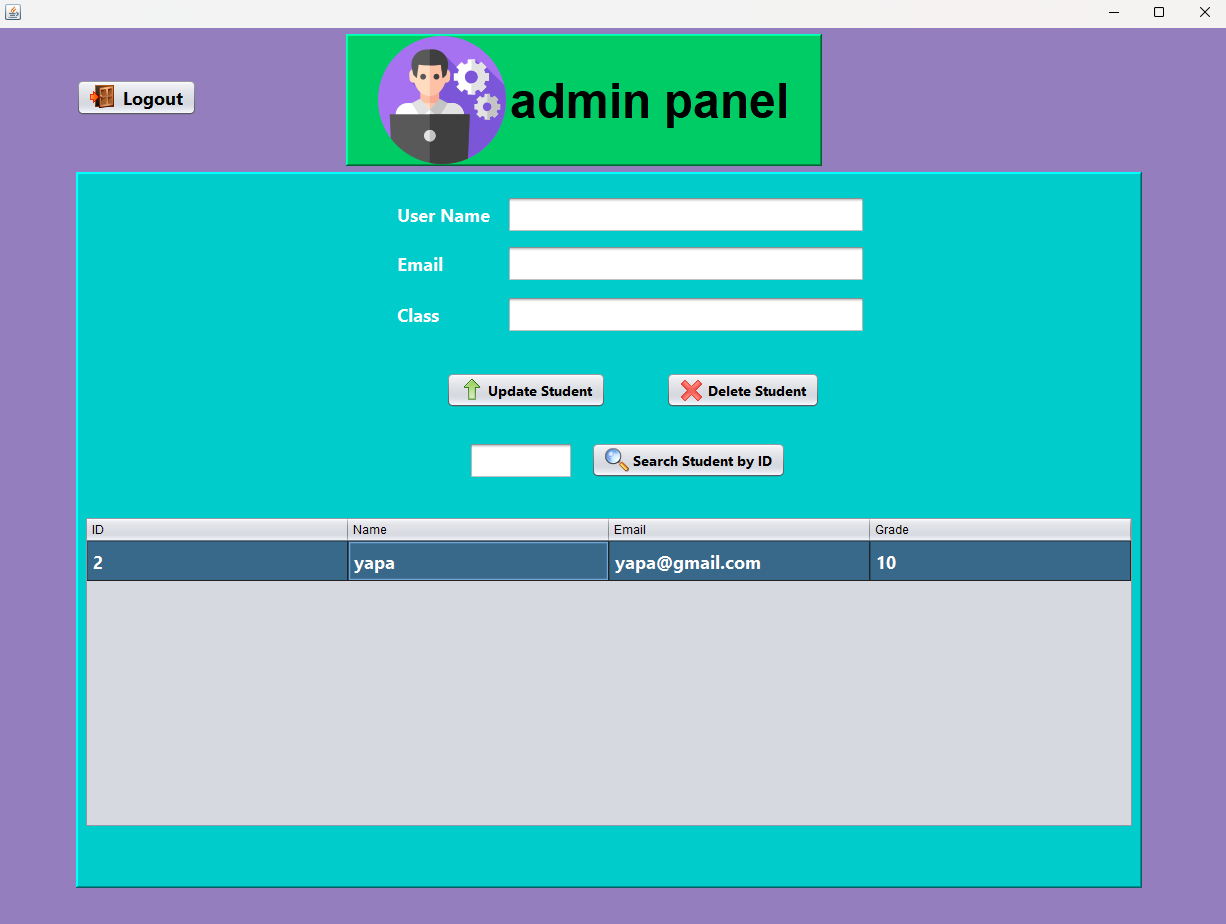 Logout
admin panel
User Name
Email
Class
Update Student
Delete Student
Search Student by ID
ID Name Email Grade
2 yapa yapa@gmail.com 10